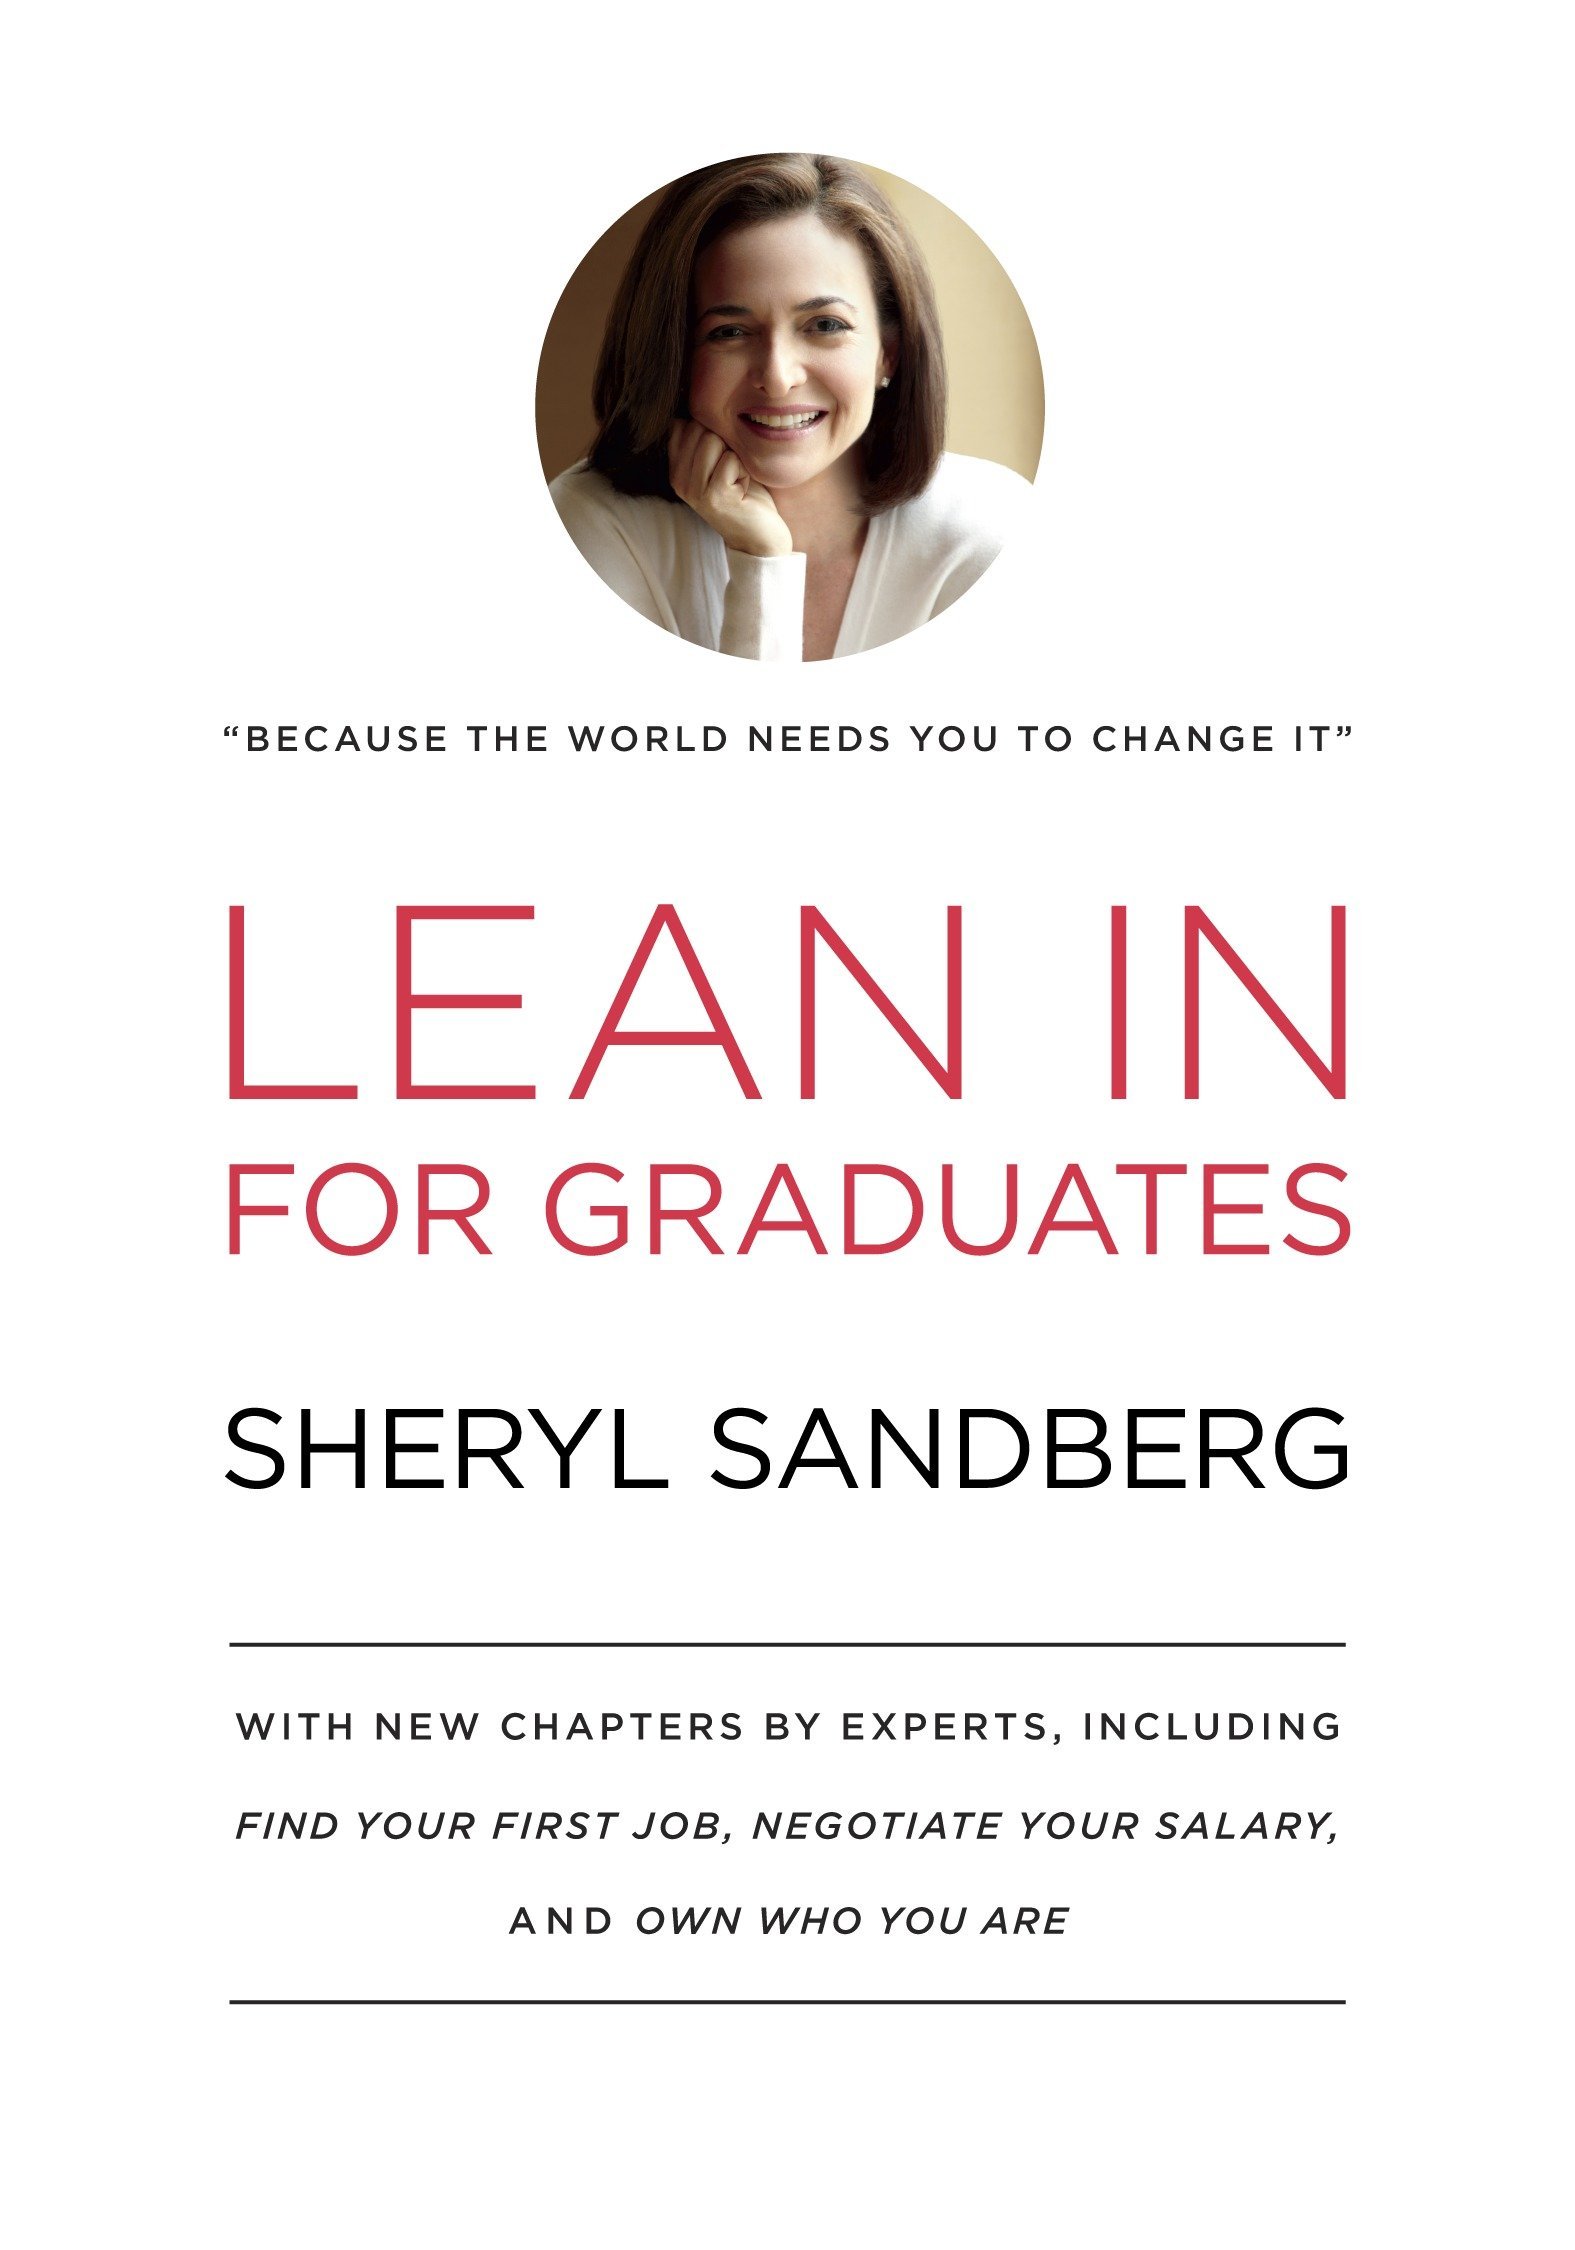 “BECAUSE THE WORLD NEEDS YOU TO CHANGE IT”
LEAN IN
FOR GRADUATES
SHERYL SANDBERG
WITH NEW CHAPTERS BY EXPERTS, INCLUDING
FIND YOUR FIRST JOB, NEGOTIATE YOUR SALARY,
AND OWN WHO YOU ARE